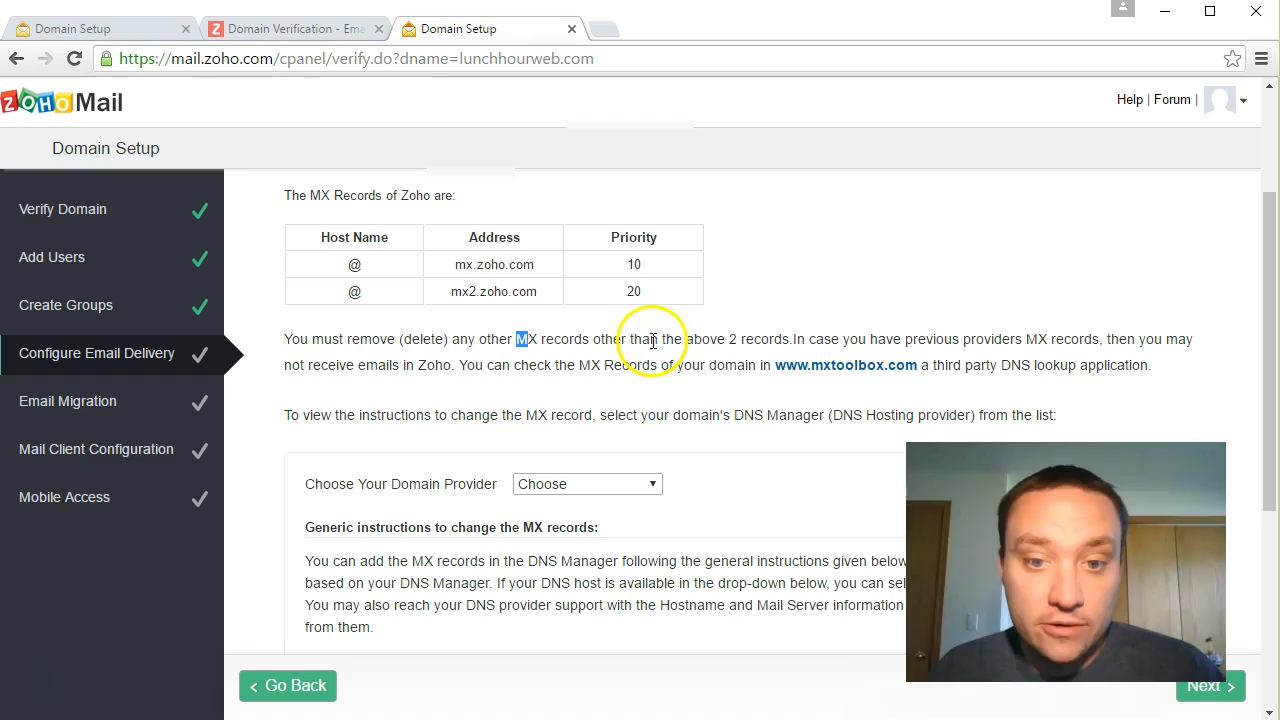 Domain Setup
Domain Verification - Ema
Domain Setup
https://mail.zoho.com/cpanel/verify.do?dname=lunchhourweb.com
ZOHO Mail
Help | Forum |
Domain Setup
Verify Domain
Add Users
Create Groups
Configure Email Delivery
Email Migration
Mail Client Configuration
Mobile Access
The MX Records of Zoho are:
Host Name Address Priority
@ mx.zoho.com 10
@ mx2.zoho.com 20
You must remove (delete) any other MX records other than the above 2 records.In case you have previous providers MX records, then you may
not receive emails in Zoho. You can check the MX Records of your domain in www.mxtoolbox.com a third party DNS lookup application.
To view the instructions to change the MX record, select your domain's DNS Manager (DNS Hosting provider) from the list:
Choose Your Domain Provider Choose
Generic instructions to change the MX records:
You can add the MX records in the DNS Manager following the general instructions given below
based on your DNS Manager. If your DNS host is available in the drop-down below, you can sel
You may also reach your DNS provider support with the Hostname and Mail Server information
from them.
< Go Back
Next >